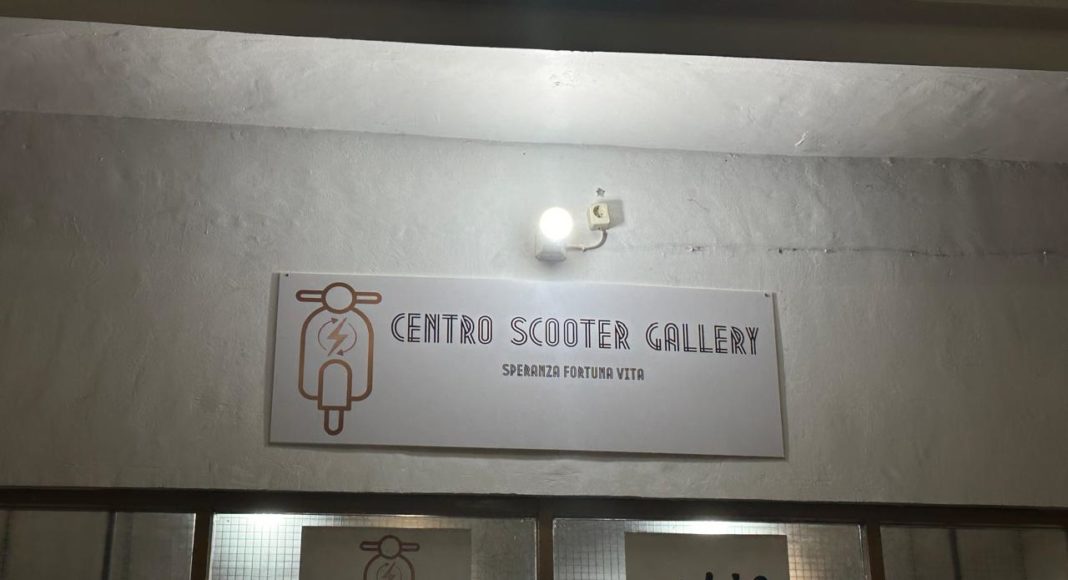 CENTRO SCOOTER GALLERY
SPERANZA FORTUNA VITA